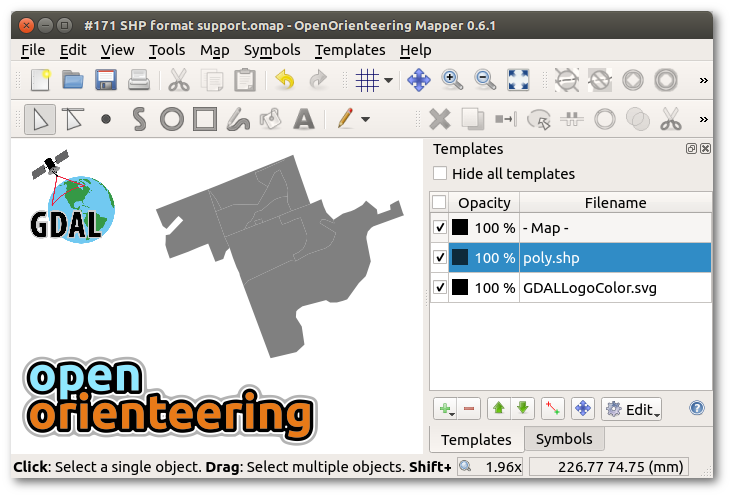 #171 SHP format support.omap - OpenOrienteering Mapper 0.6.1
File Edit View Tools Map Symbols Templates Help
Templates
Hide all templates
Opacity Filename
100 % - Map -
100 % poly.shp
100 % GDALLogoColor.svg
GDAL
open
orienteering
Edit
Templates Symbols
Click: Select a single object. Drag: Select multiple objects. Shift+ 1.96x 226.77 74.75 (mm)